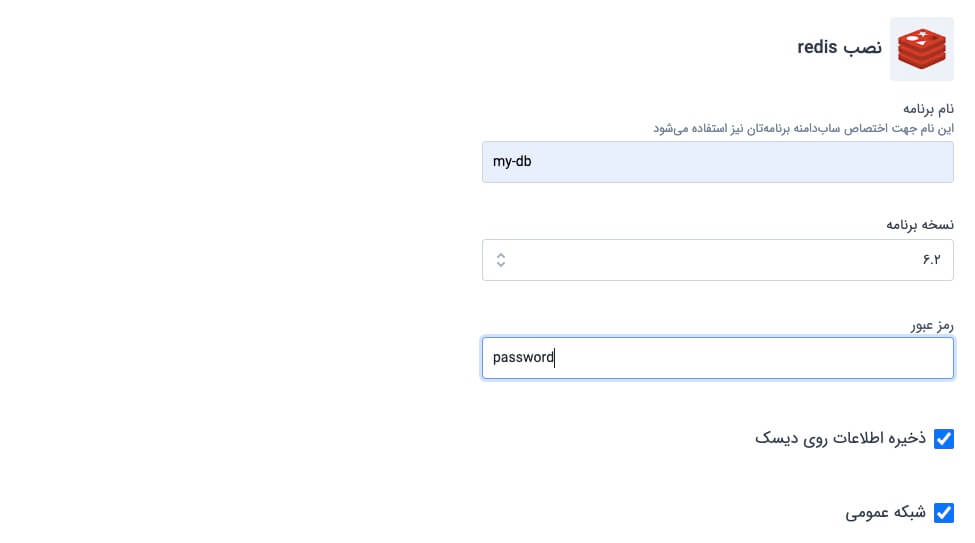 نصب redis
نام برنامه
این نام جهت اختصاص ساب‌دامنه برنامه‌تان نیز استفاده می‌شود
my-db
نسخه برنامه
۶.۲
رمز عبور
password
ذخیره اطلاعات روی دیسک
شبکه عمومی